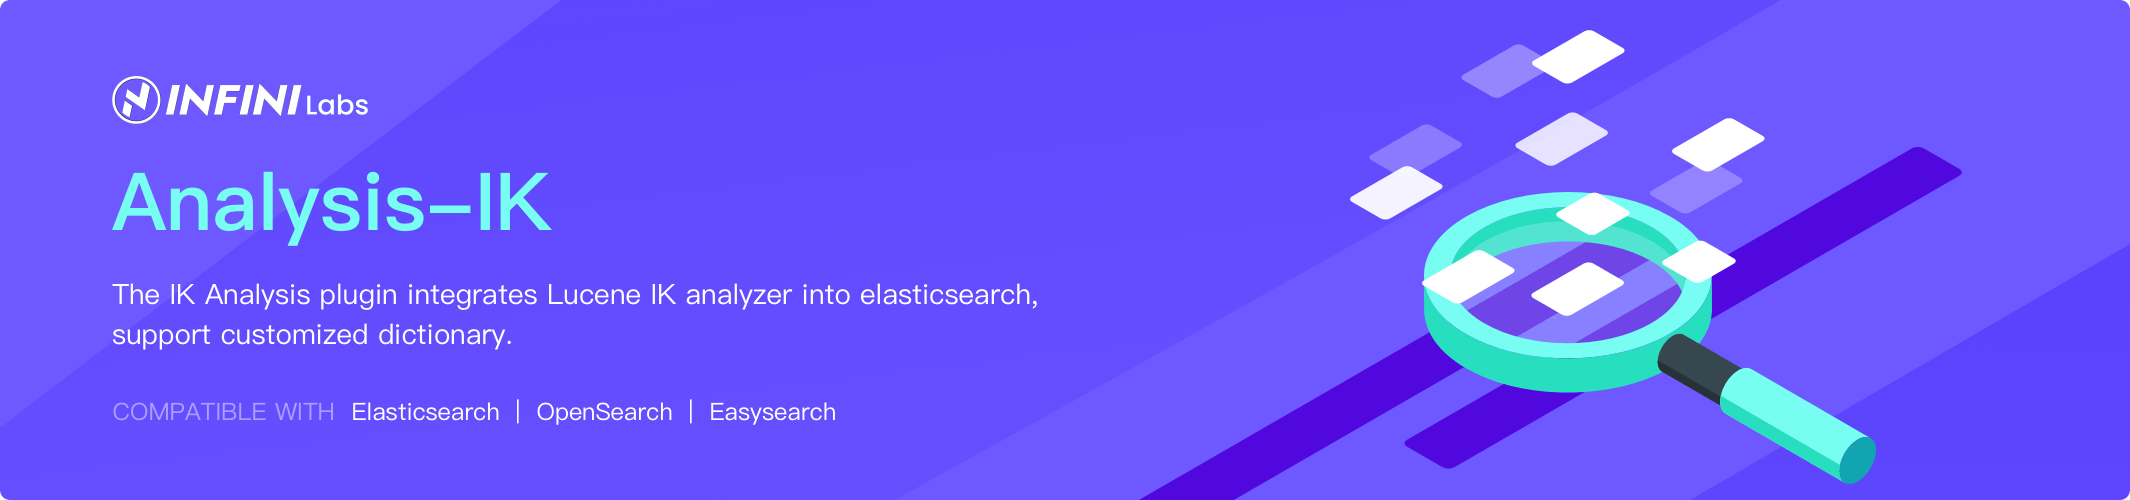 INFINI Labs
Analysis–IK
The IK Analysis plugin integrates Lucene IK analyzer into elasticsearch,
support customized dictionary.
COMPATIBLE WITH Elasticsearch | OpenSearch | Easysearch